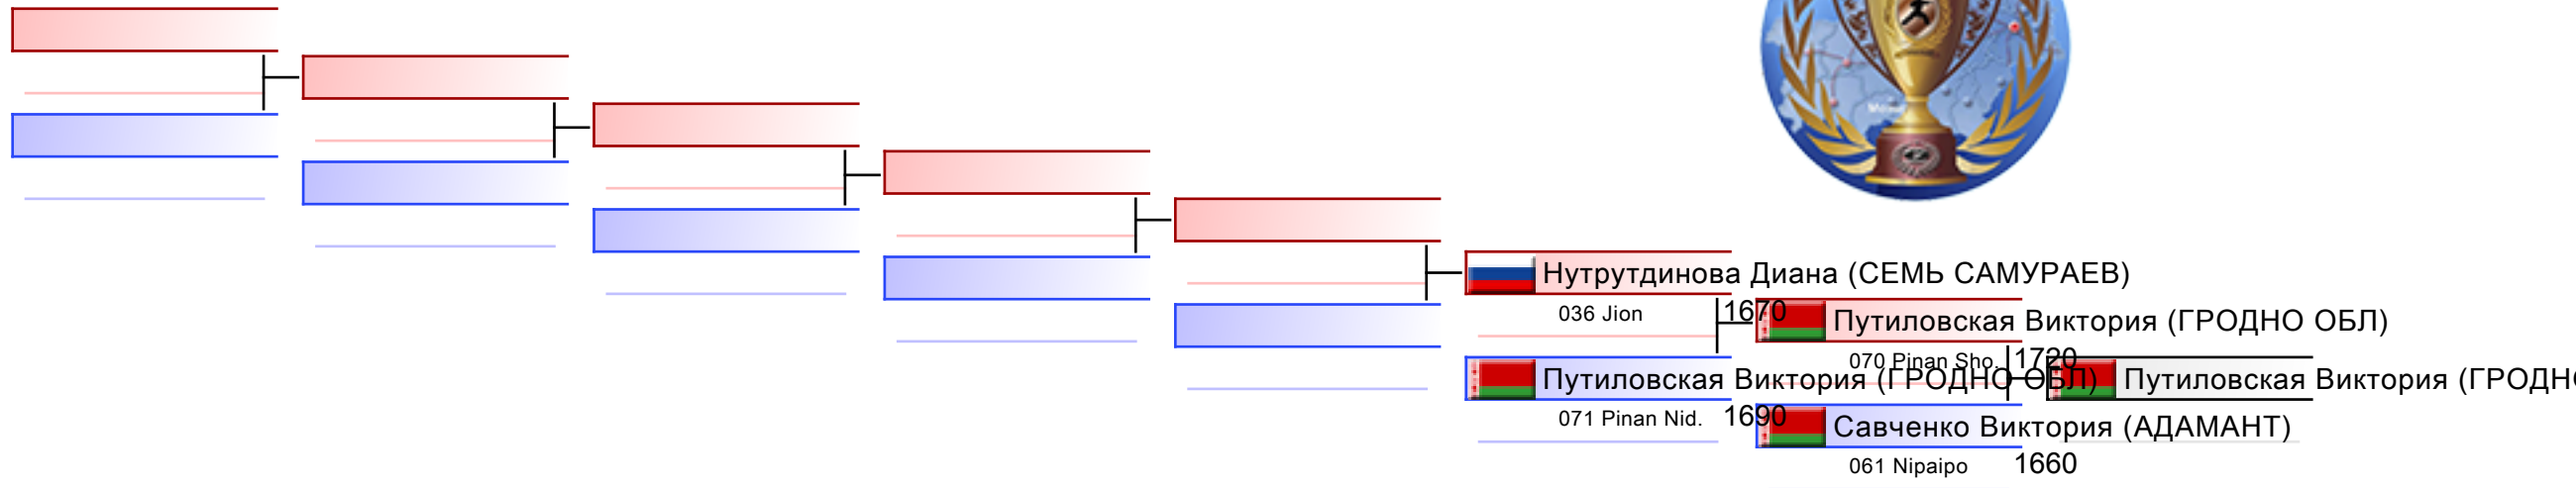 Нутрутдинова Диана (СЕМЬ САМУРАЕВ)
036 Jion 1670
Путиловская Виктория (ГРОДНО ОБЛ)
070 Pinan Sho. 1720
Путиловская Виктория (ГРОДНО ОБЛ)
Путиловская Виктория (ГРОДНО
071 Pinan Nid. 1690
Савченко Виктория (АДАМАНТ)
061 Nipaipo 1660